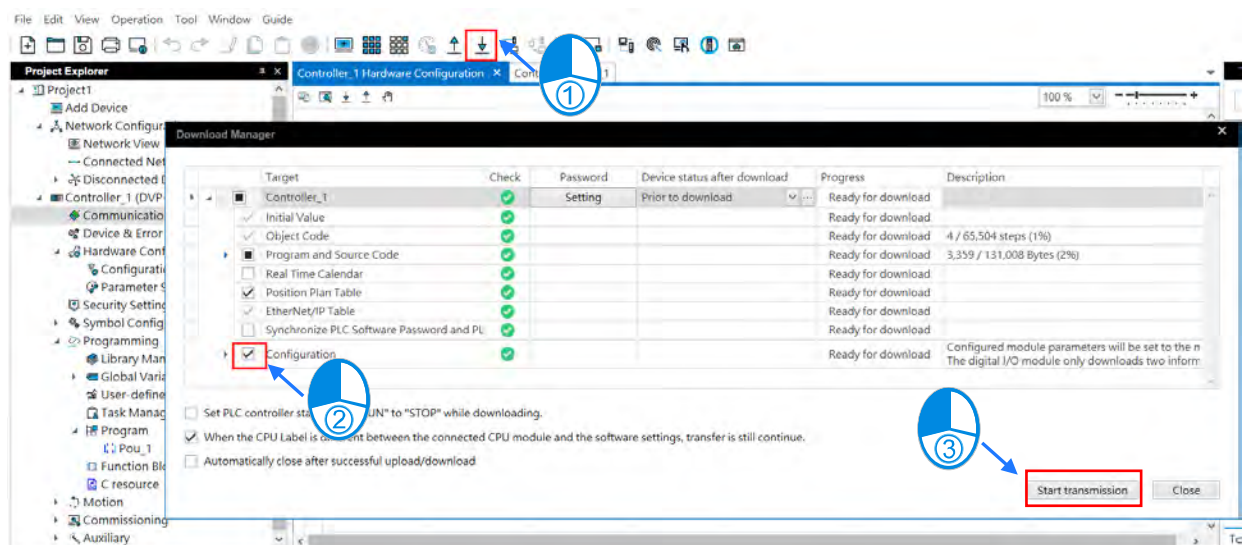 File Edit View Operation Tool Window Guide
Project Explorer
Controller_1 Hardware Configuration × Con 1
Project1
100 %
Add Device
Network Configur
Download Manager
Network View
Connected Net
Target Check Password Device status after download Progress Description
Disconnected
Controller_1 Setting Prior to download ... Ready for download
Controller_1 (DVP
Initial Value Ready for download
Communicatio
Object Code Ready for download 4 / 65,504 steps (1%)
Device & Error
Program and Source Code Ready for download 3,359 / 131,008 Bytes (2%)
Hardware Conf
Real Time Calendar Ready for download
Configurati
Position Plan Table Ready for download
Parameter S
EtherNet/IP Table Ready for download
Security Setting
Synchronize PLC Software Password and PL Ready for download
Symbol Config
Configuration Ready for download Configured module parameters will be set to the n
The digital I/O module only downloads two inform
Programming
Library Man
Global Varia
User-define
Task Manag
Set PLC controller sta UN" to "STOP" while downloading.
Program
When the CPU Label is different between the connected CPU module and the software settings, transfer is still continue.
Pou_1
Automatically close after successful upload/download
Function Blo
C resource
Start transmission Close
Motion
Commissioning
Auxiliary
To
①
②
③